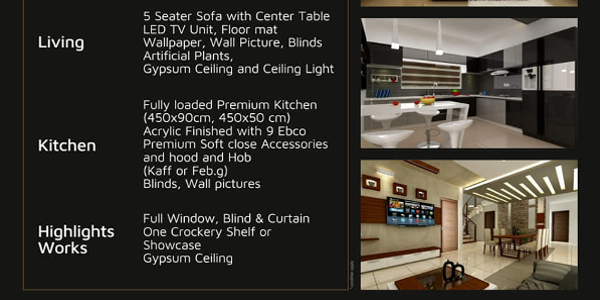 Living
5 Seater Sofa with Center Table
LED TV Unit, Floor mat
Wallpaper, Wall Picture, Blinds
Artificial Plants,
Gypsum Ceiling and Ceiling Light
Kitchen
Fully loaded Premium Kitchen
(450x90cm, 450x50 cm)
Acrylic Finished with 9 Ebco
Premium Soft close Accessories
and hood and Hob
(Kaff or Feb.g)
Blinds, Wall pictures
Highlights
Works
Full Window, Blind & Curtain
One Crockery Shelf or
Showcase
Gypsum Ceiling